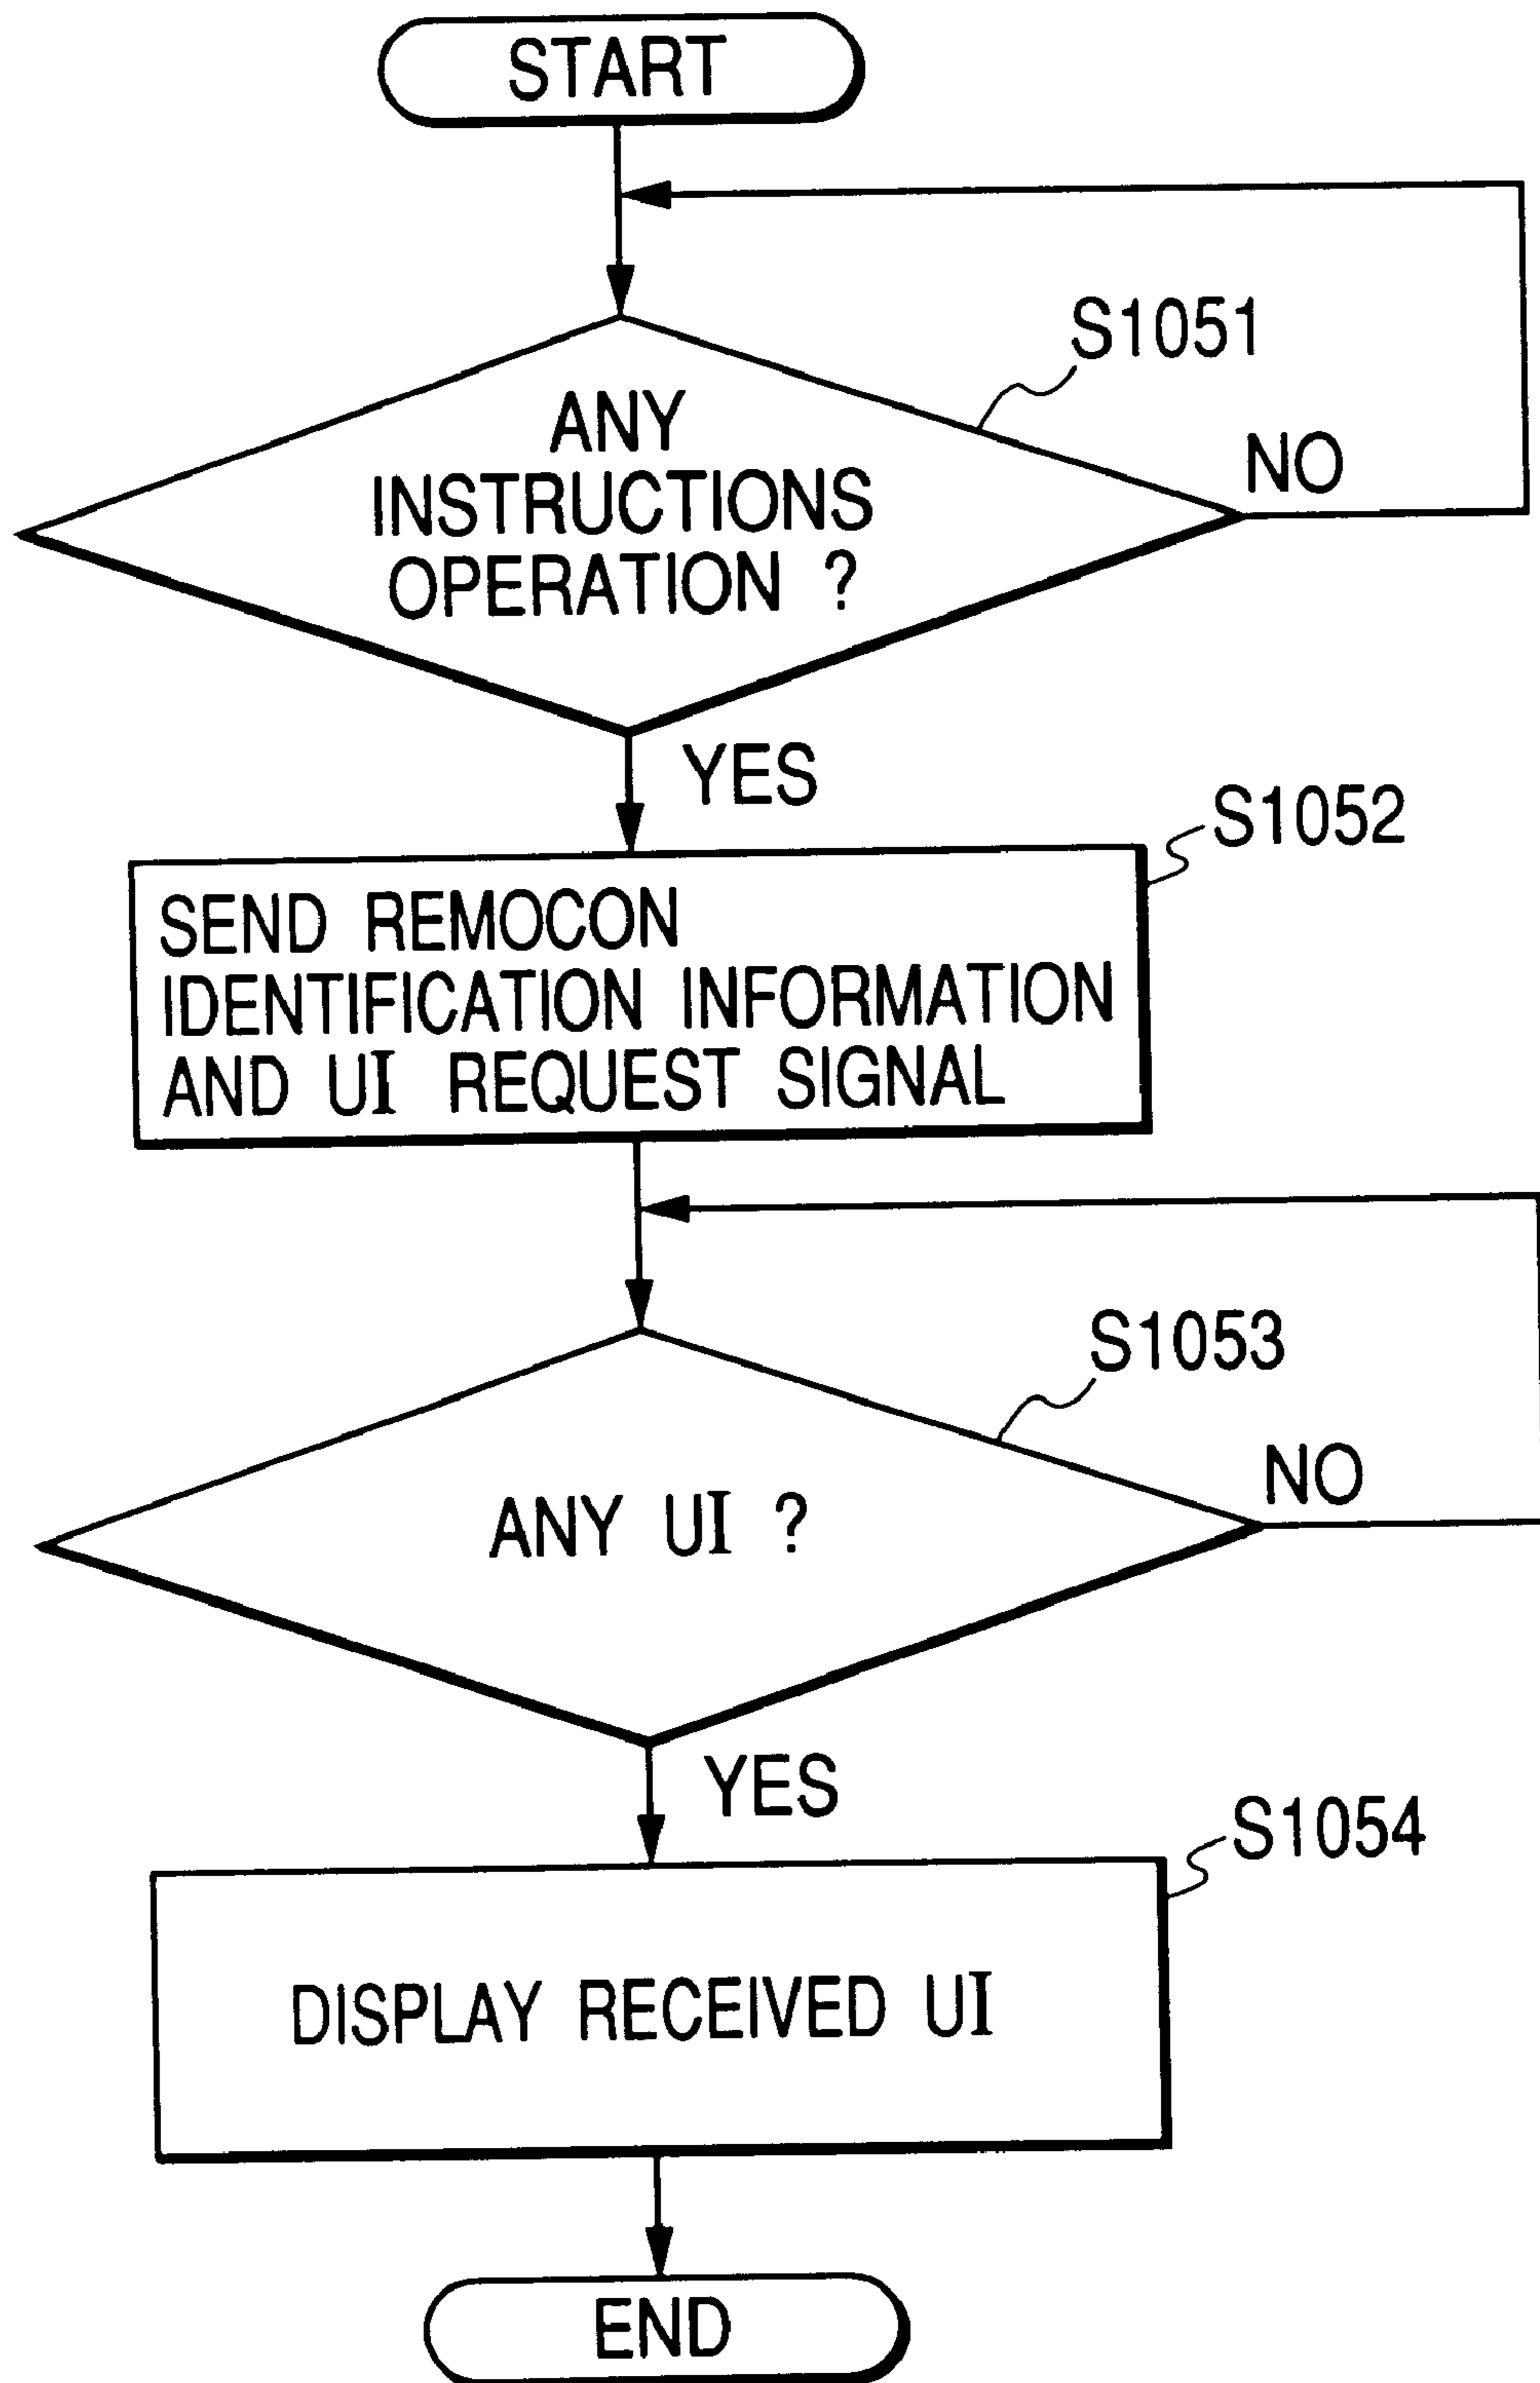 START
S1051
ANY
INSTRUCTIONS
OPERATION ?
NO
YES
S1052
SEND REMOCON
IDENTIFICATION INFORMATION
AND UI REQUEST SIGNAL
S1053
NO
ANY UI ?
YES
S1054
DISPLAY RECEIVED UI
END